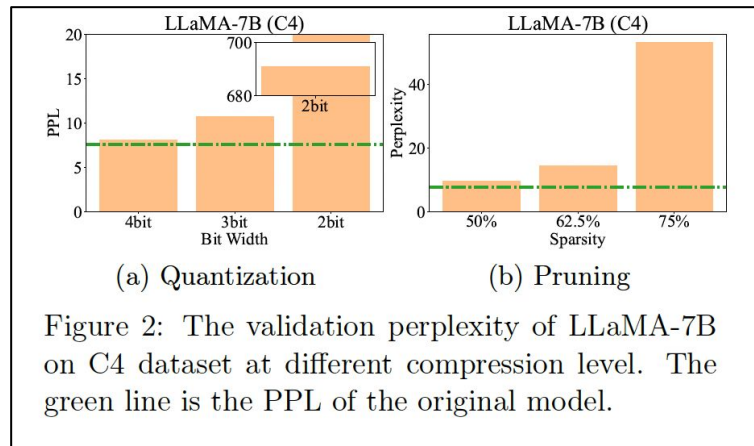 LLaMA-7B (C4)
20
15
10
5
0
PPL
700
680
2bit
4bit
3bit
2bit
Bit Width
(a) Quantization
LLaMA-7B (C4)
40
20
0
Perplexity
50%
62.5%
75%
Sparsity
(b) Pruning
Figure 2: The validation perplexity of LLaMA-7B
on C4 dataset at different compression level. The
green line is the PPL of the original model.